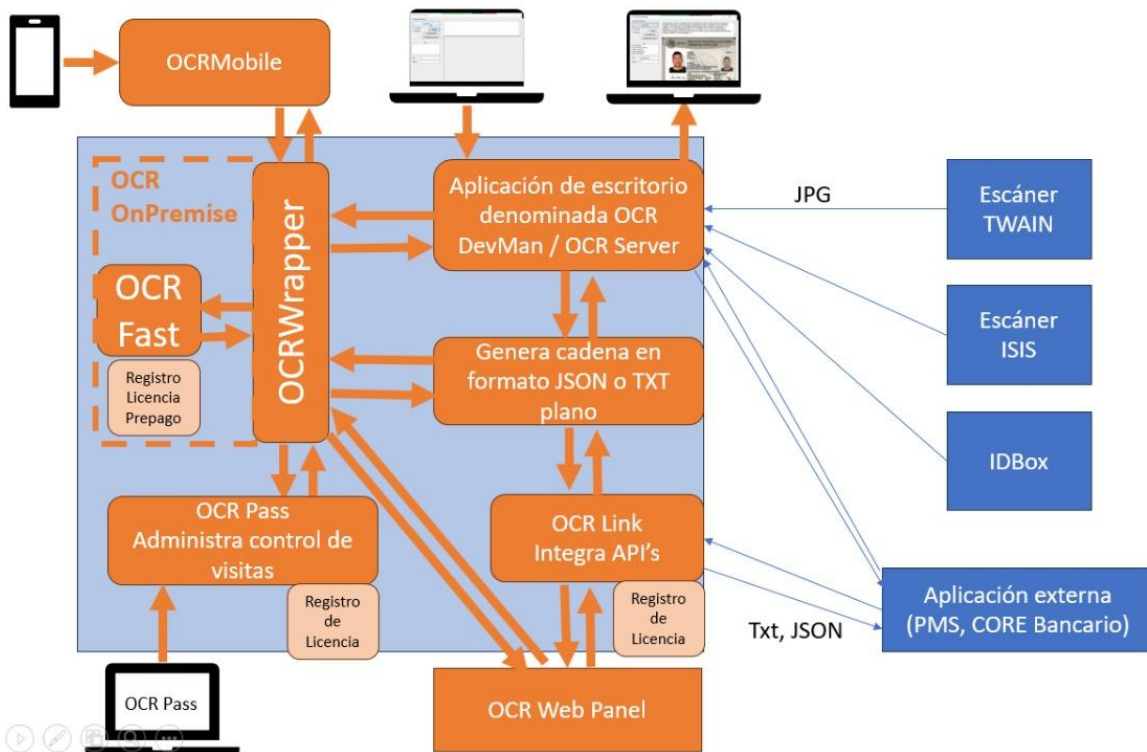 OCRMobile
OCR
OnPremise
OCRWrapper
Aplicación de escritorio
denominada OCR
DevMan / OCR Server
JPG
Escáner
TWAIN
OCR
Fast
Registro
Licencia
Prepago
Genera cadena en
formato JSON o TXT
plano
Escáner
ISIS
IDBox
OCR Pass
Administra control de
visitas
Registro
de
Licencia
OCR Link
Integra API’s
Registro
de
Licencia
Txt, JSON
Aplicación externa
(PMS, CORE Bancario)
OCR Pass
OCR Web Panel